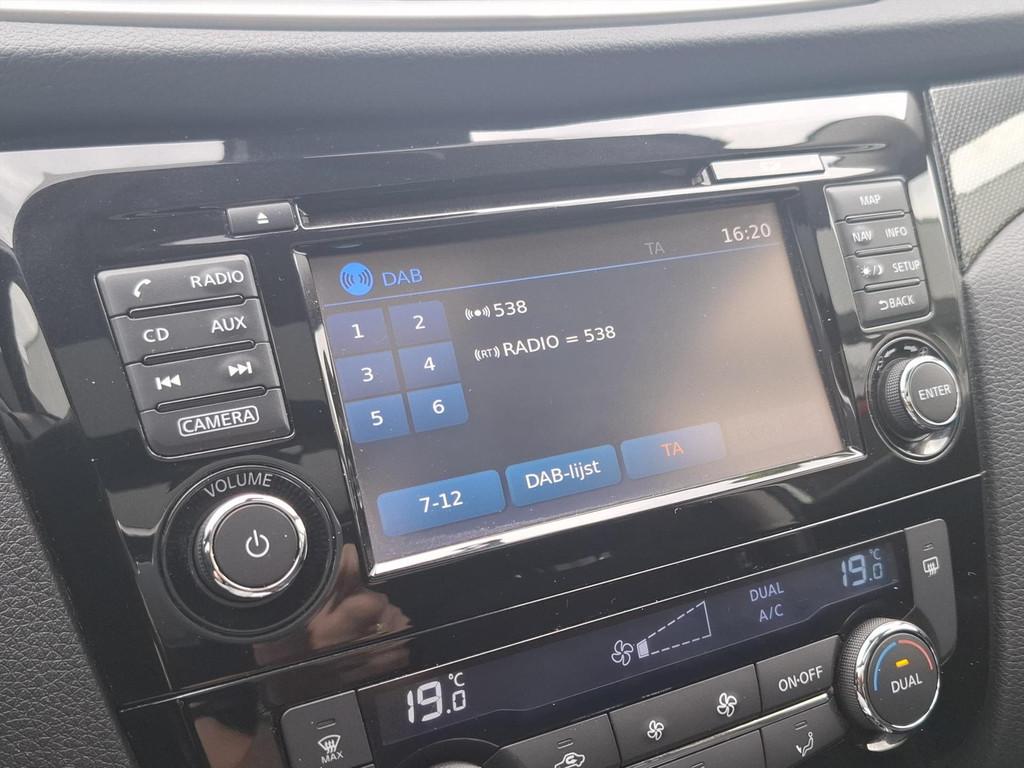 MAP
NAV INFO
SETUP
BACK
ENTER
RADIO
CD AUX
CAMERA
VOLUME
DAB TA 16:20
1 2
3 4
5 6
538
(RT) RADIO = 538
7-12 DAB-lijst TA
DUAL
A/C
19.0 °C
19.0 °C
MAX
ON·OFF
DUAL